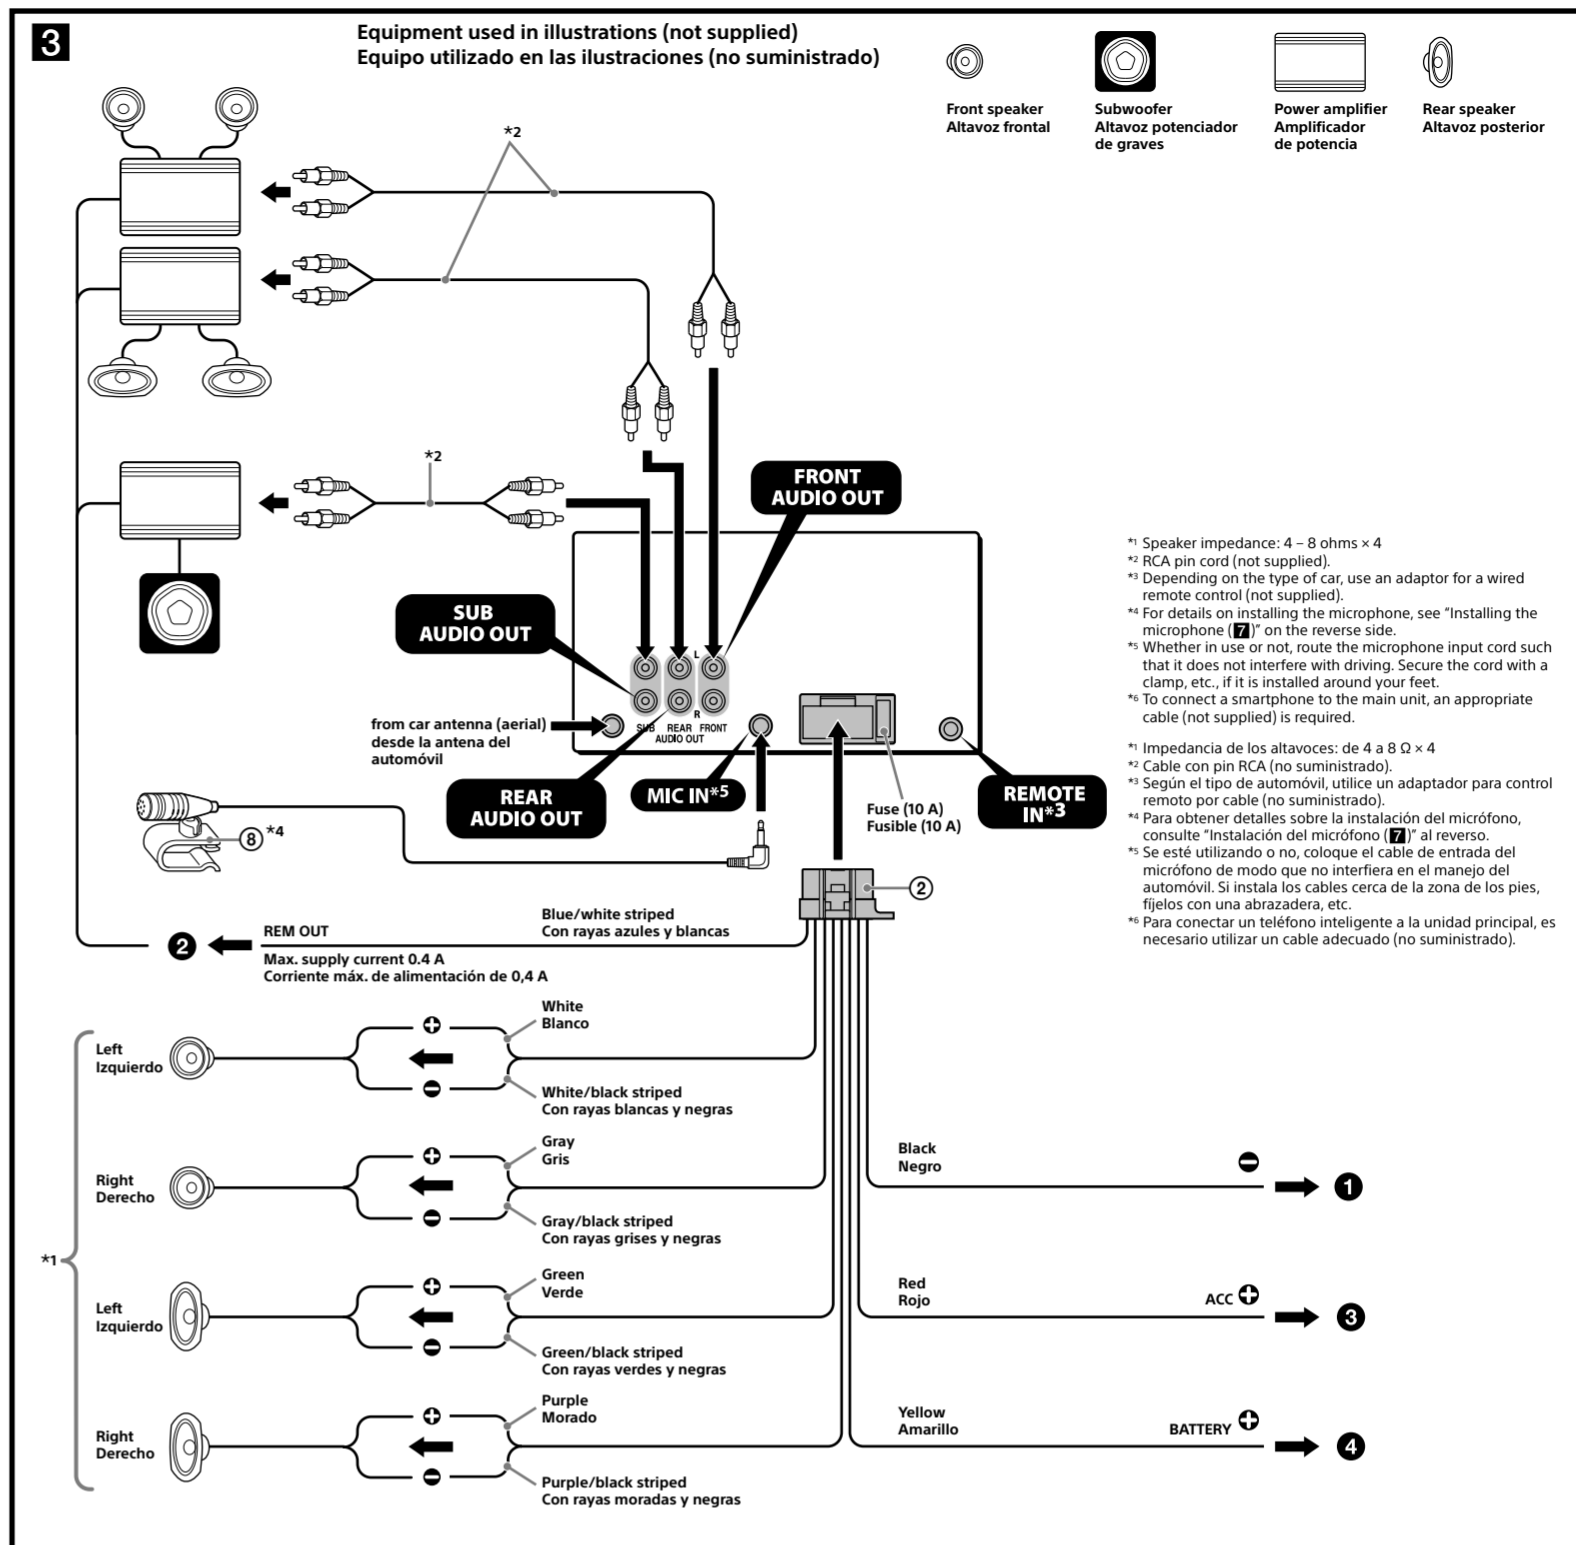 3
Equipment used in illustrations (not supplied)
Equipo utilizado en las ilustraciones (no suministrado)
Front speaker
Altavoz frontal
Subwoofer
Altavoz potenciador
de graves
Power amplifier
Amplificador
de potencia
Rear speaker
Altavoz posterior
*2
*2
FRONT
AUDIO OUT
SUB
AUDIO OUT
L
R
SUB REAR FRONT
AUDIO OUT
from car antenna (aerial)
desde la antena del
automóvil
REAR
AUDIO OUT
MIC IN*5
Fuse (10 A)
Fusible (10 A)
REMOTE
IN*3
8 *4
2
*1 Speaker impedance: 4 – 8 ohms × 4
*2 RCA pin cord (not supplied).
*3 Depending on the type of car, use an adaptor for a wired
remote control (not supplied).
*4 For details on installing the microphone, see “Installing the
microphone (7)” on the reverse side.
*5 Whether in use or not, route the microphone input cord such
that it does not interfere with driving. Secure the cord with a
clamp, etc., if it is installed around your feet.
*6 To connect a smartphone to the main unit, an appropriate
cable (not supplied) is required.
*1 Impedancia de los altavoces: de 4 a 8 Ω × 4
*2 Cable con pin RCA (no suministrado).
*3 Según el tipo de automóvil, utilice un adaptador para control
remoto por cable (no suministrado).
*4 Para obtener detalles sobre la instalación del micrófono,
consulte “Instalación del micrófono (7)” al reverso.
*5 Se esté utilizando o no, coloque el cable de entrada del
micrófono de modo que no interfiera en el manejo del
automóvil. Si instala los cables cerca de la zona de los pies,
fíjelos con una abrazadera, etc.
*6 Para conectar un teléfono inteligente a la unidad principal, es
necesario utilizar un cable adecuado (no suministrado).
2
REM OUT
Blue/white striped
Con rayas azules y blancas
Max. supply current 0.4 A
Corriente máx. de alimentación de 0,4 A
*1
Left
Izquierdo
White
Blanco
White/black striped
Con rayas blancas y negras
Right
Derecho
Gray
Gris
Gray/black striped
Con rayas grises y negras
Left
Izquierdo
Green
Verde
Green/black striped
Con rayas verdes y negras
Right
Derecho
Purple
Morado
Purple/black striped
Con rayas moradas y negras
Black
Negro
1
Red
Rojo
ACC
3
Yellow
Amarillo
BATTERY
4